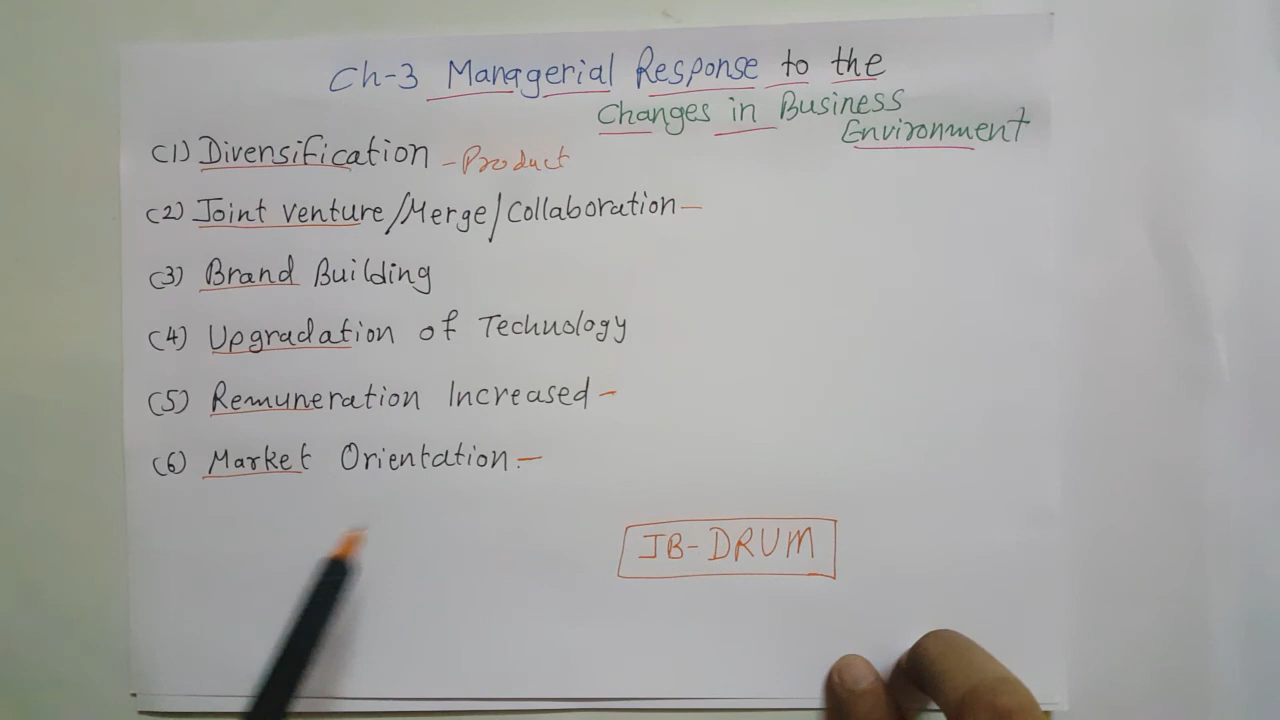 Ch-3 Managerial Response to the
Changes in Business
Environment
(1) Diversification - Product
(2) Joint venture/Merge/Collaboration -
(3) Brand Building
(4) Upgradation of Technology
(5) Remuneration Increased -
(6) Market Orientation. -
JB-DRUM